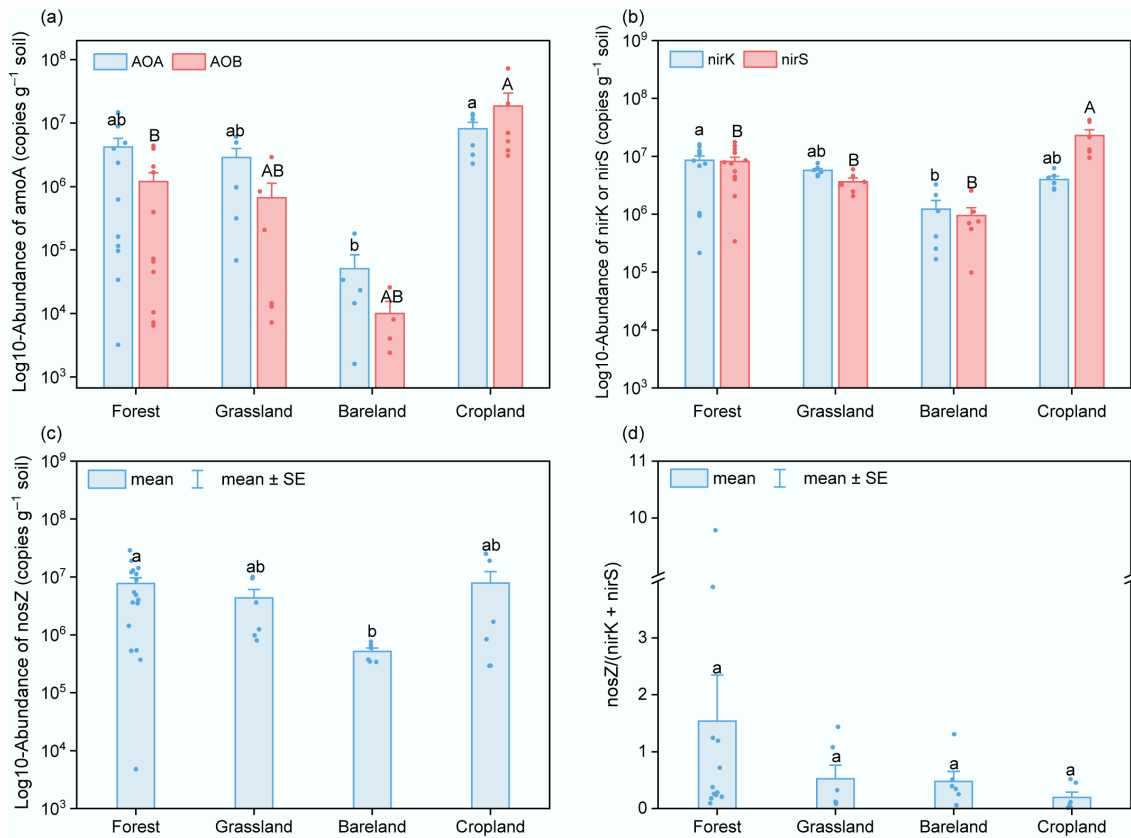 (a)
Log10-Abundance of amoA (copies g⁻¹ soil)
10⁸
10⁷
10⁶
10⁵
10⁴
10³
AOA AOB
ab B ab AB b AB a A
Forest Grassland Bareland Cropland
(b)
Log10-Abundance of nirK or nirS (copies g⁻¹ soil)
10⁹
10⁸
10⁷
10⁶
10⁵
10⁴
10³
nirK nirS
a B ab B b B ab A
Forest Grassland Bareland Cropland
(c)
Log10-Abundance of nosZ (copies g⁻¹ soil)
10⁹
10⁸
10⁷
10⁶
10⁵
10⁴
10³
mean mean ± SE
a ab b ab
Forest Grassland Bareland Cropland
(d)
nosZ/(nirK + nirS)
11
10
3
2
1
0
mean mean ± SE
a a a a
Forest Grassland Bareland Cropland